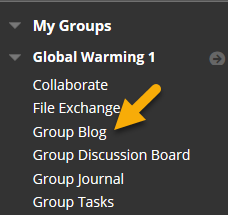 My Groups
Global Warming 1
Collaborate
File Exchange
Group Blog
Group Discussion Board
Group Journal
Group Tasks